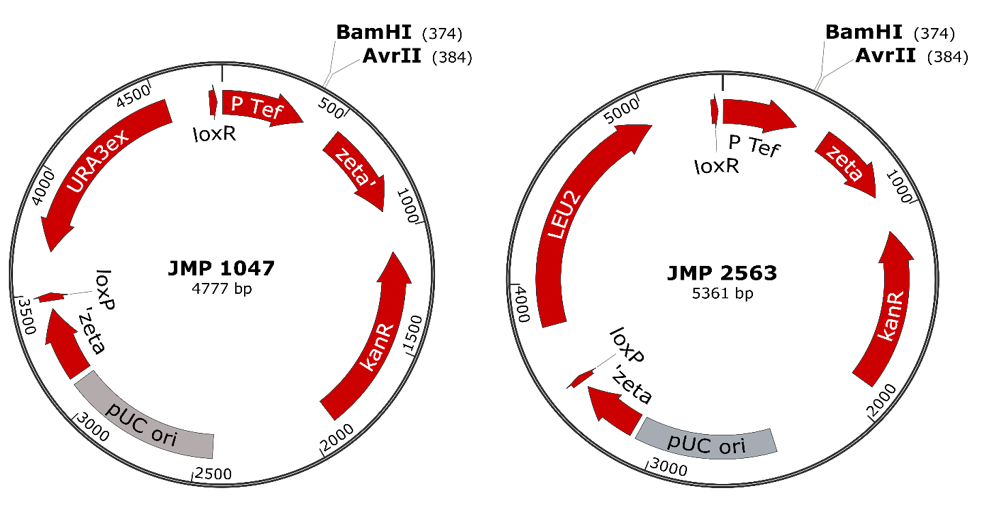 BamHI (374)
AvrII (384)
4500
500
P Tef
loxR
URA3ex
zeta'
4000
1000
JMP 1047
4777 bp
loxP
3500
'zeta
kanR
1500
pUC ori
3000
2000
2500
BamHI (374)
AvrII (384)
5000
P Tef
loxR
zeta
1000
LEU2
JMP 2563
5361 bp
4000
kanR
loxP
'zeta
2000
pUC ori
3000